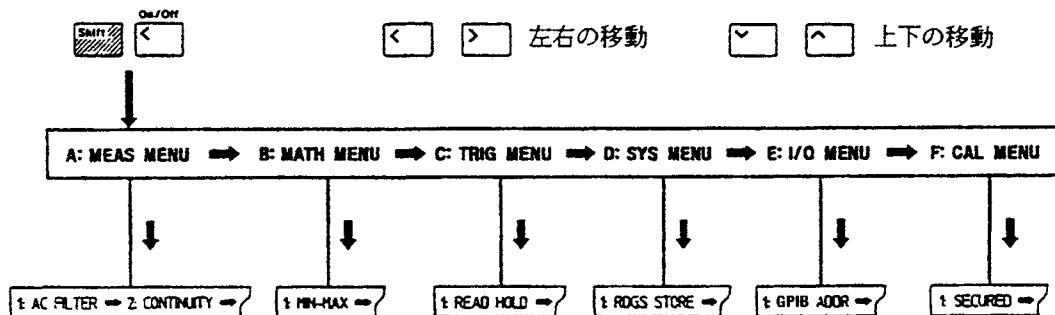 On/Off
Shift <
< > 左右の移動
⌄ ^ 上下の移動
A: MEAS MENU ➡ B: MATH MENU ➡ C: TRIG MENU ➡ D: SYS MENU ➡ E: I/O MENU ➡ F: CAL MENU
1: AC FILTER ➡ 2: CONTINUITY ➡
1: MIN-MAX ➡
1: READ HOLD ➡
1: RDGS STORE ➡
1: GPIB ADDR ➡
1: SECURED ➡